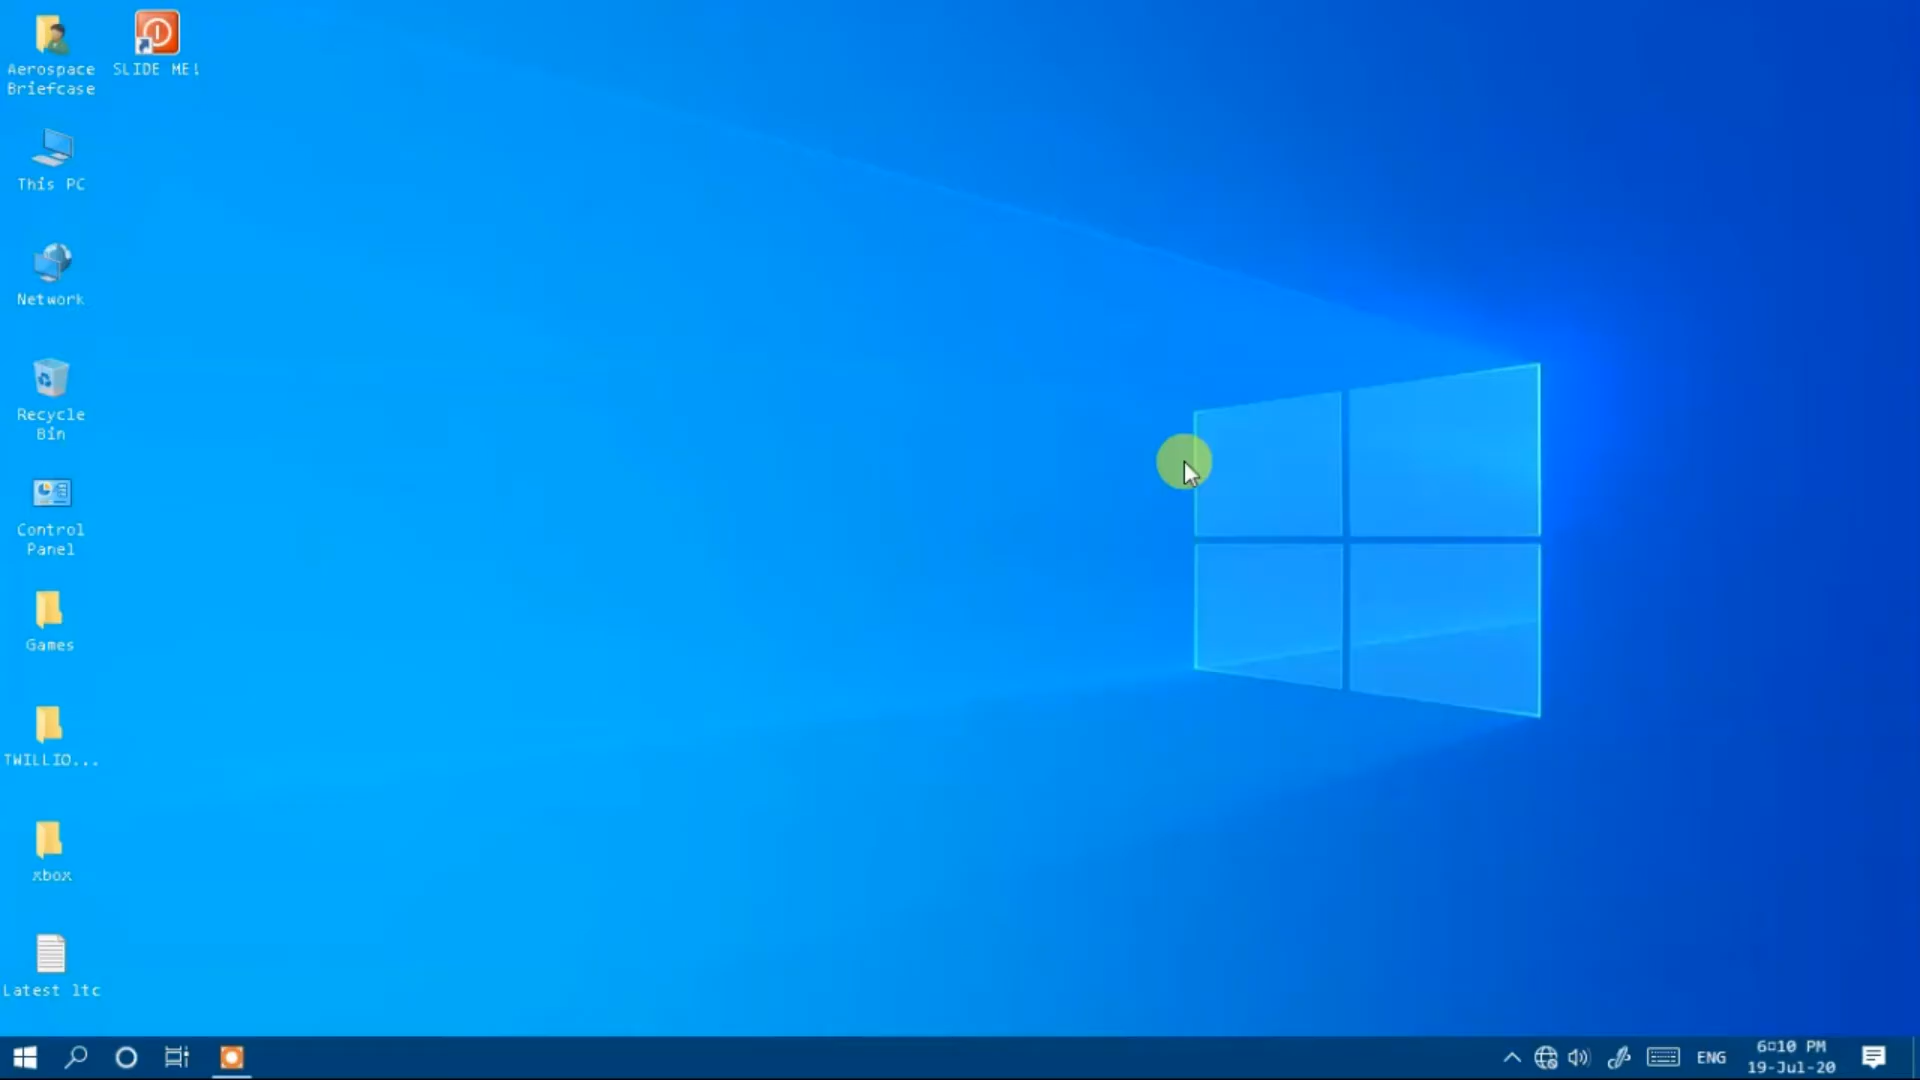 Aerospace
Briefcase
SLIDE ME!
This PC
Network
Recycle
Bin
Control
Panel
Games
TWILLIO...
xbox
Latest ltc
ENG
6□10 PM
19-Jul-20